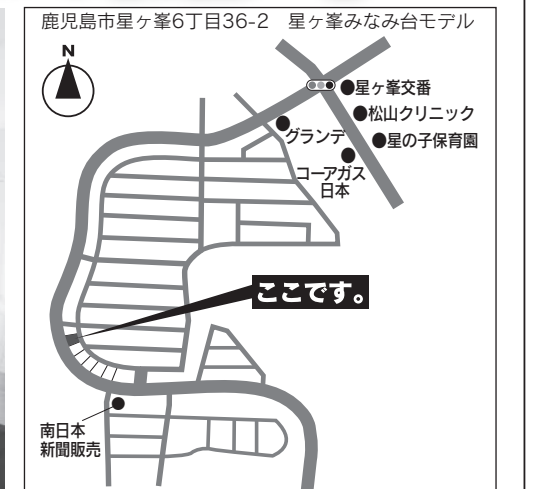 鹿児島市星ヶ峯6丁目36-2　星ヶ峯みなみ台モデル
N
星ヶ峯交番
松山クリニック
グランデ
星の子保育園
コーアガス
日本
ここです。
南日本
新聞販売